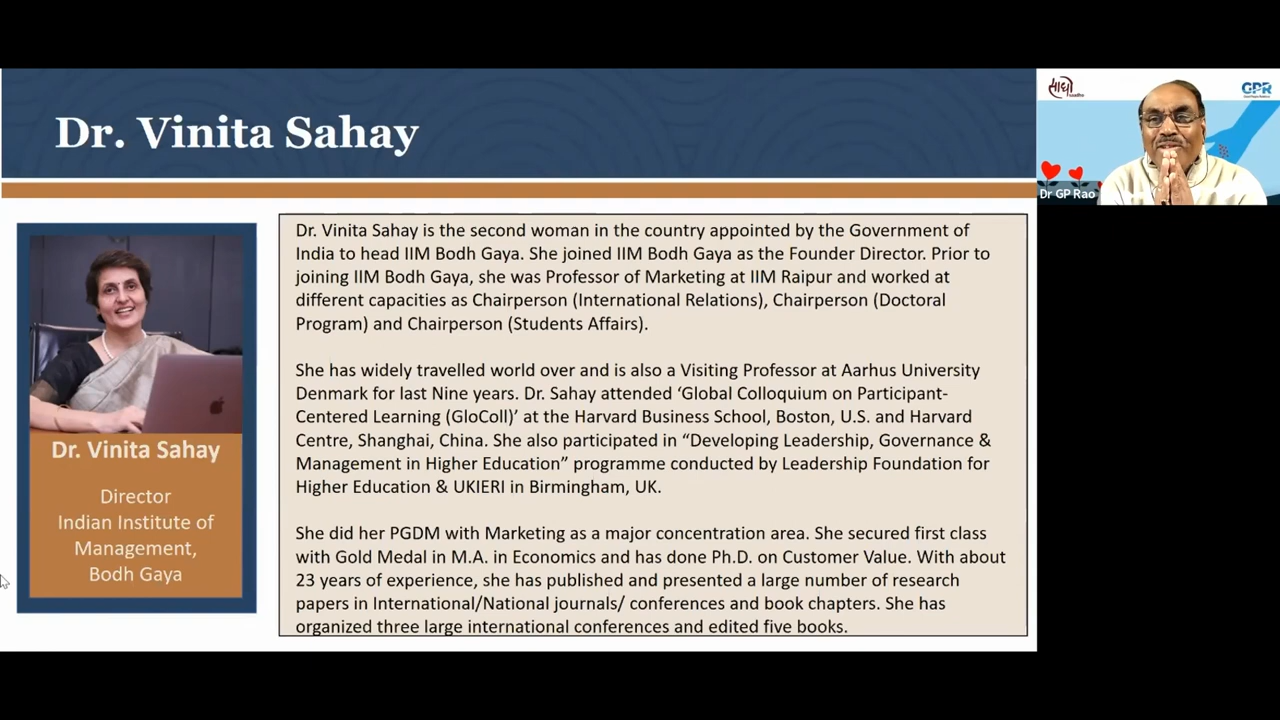 Dr. Vinita Sahay
Dr. Vinita Sahay
Director
Indian Institute of
Management,
Bodh Gaya
Dr. Vinita Sahay is the second woman in the country appointed by the Government of
India to head IIM Bodh Gaya. She joined IIM Bodh Gaya as the Founder Director. Prior to
joining IIM Bodh Gaya, she was Professor of Marketing at IIM Raipur and worked at
different capacities as Chairperson (International Relations), Chairperson (Doctoral
Program) and Chairperson (Students Affairs).
She has widely travelled world over and is also a Visiting Professor at Aarhus University
Denmark for last Nine years. Dr. Sahay attended ‘Global Colloquium on Participant-
Centered Learning (GloColl)’ at the Harvard Business School, Boston, U.S. and Harvard
Centre, Shanghai, China. She also participated in “Developing Leadership, Governance &
Management in Higher Education” programme conducted by Leadership Foundation for
Higher Education & UKIERI in Birmingham, UK.
She did her PGDM with Marketing as a major concentration area. She secured first class
with Gold Medal in M.A. in Economics and has done Ph.D. on Customer Value. With about
23 years of experience, she has published and presented a large number of research
papers in International/National journals/ conferences and book chapters. She has
organized three large international conferences and edited five books.
GPR
Dr GP Rao